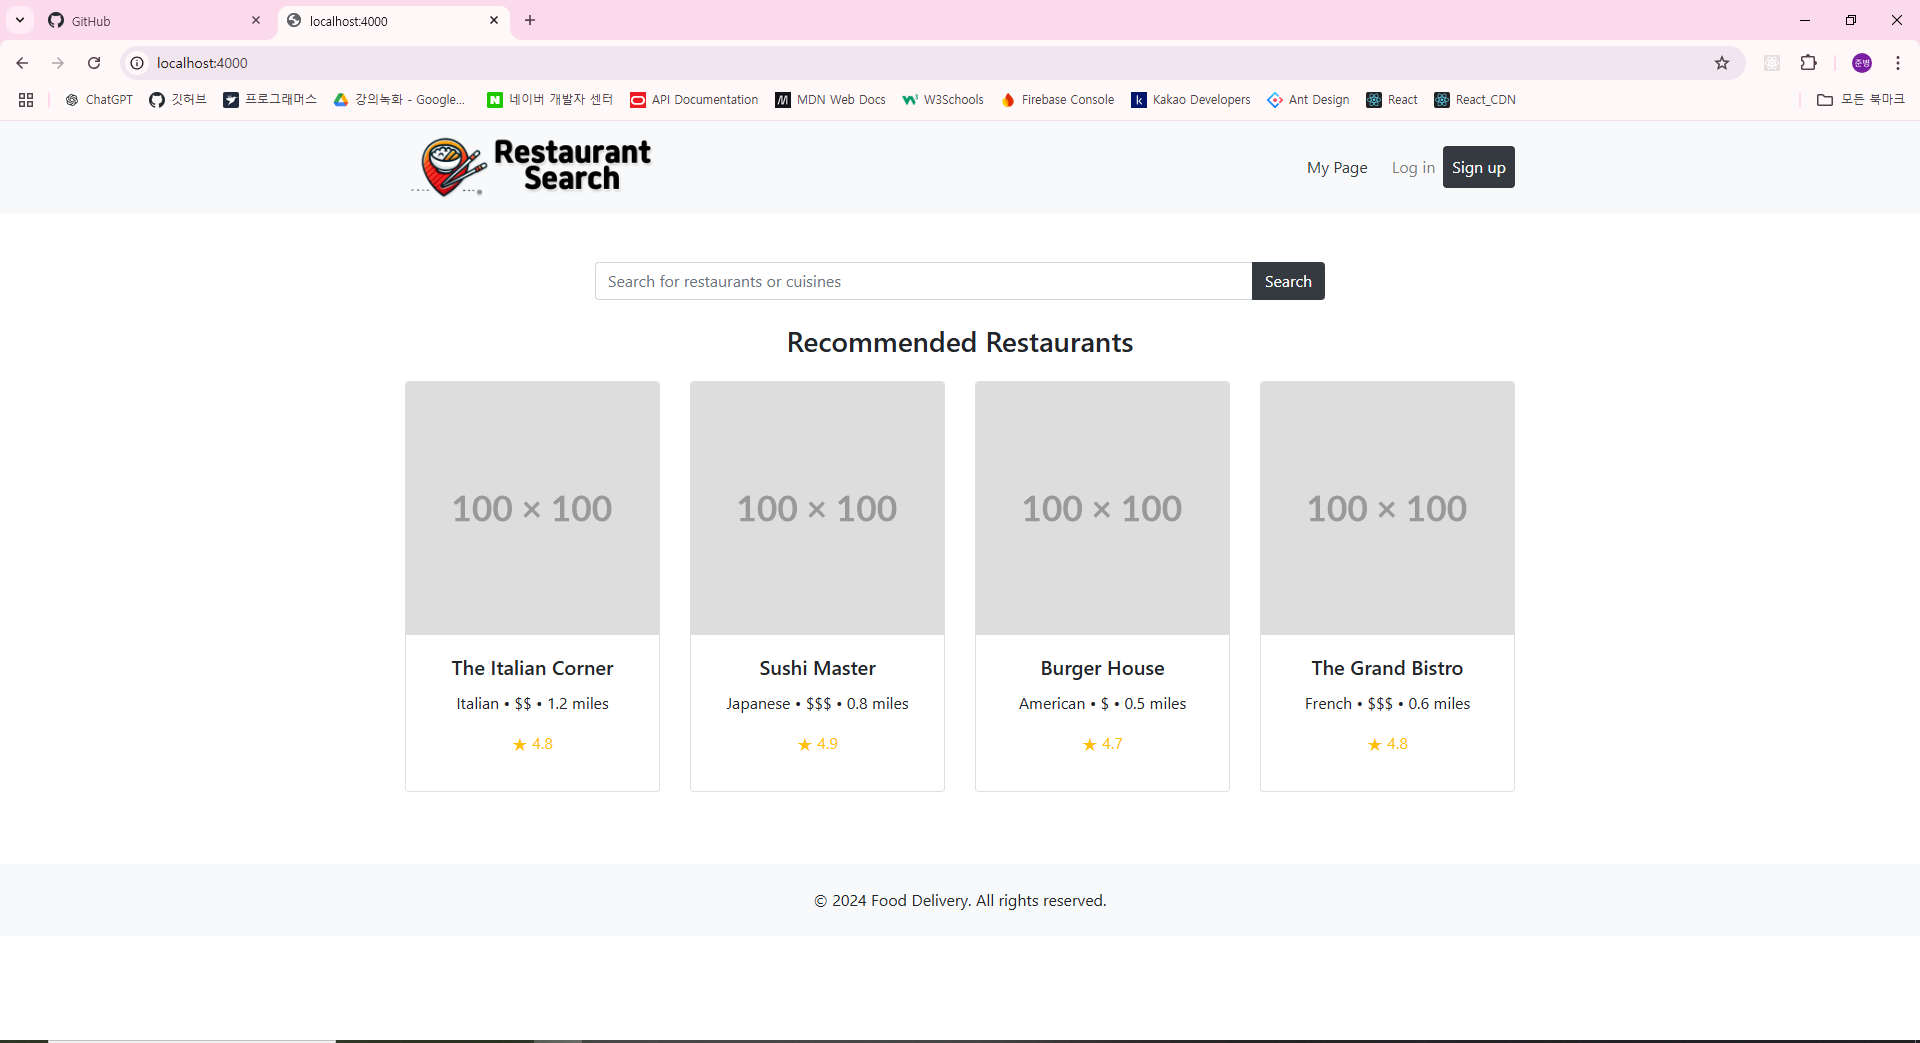 GitHub
localhost:4000
localhost:4000
준병
ChatGPT 깃허브 프로그래머스 강의녹화 - Google... 네이버 개발자 센터 API Documentation MDN Web Docs W3Schools Firebase Console Kakao Developers Ant Design React React_CDN 모든 북마크
Restaurant
Search
My Page Log in Sign up
Search for restaurants or cuisines Search
Recommended Restaurants
100 × 100 100 × 100 100 × 100 100 × 100
The Italian Corner Sushi Master Burger House The Grand Bistro
Italian • $$ • 1.2 miles Japanese • $$$ • 0.8 miles American • $ • 0.5 miles French • $$$ • 0.6 miles
★ 4.8 ★ 4.9 ★ 4.7 ★ 4.8
© 2024 Food Delivery. All rights reserved.